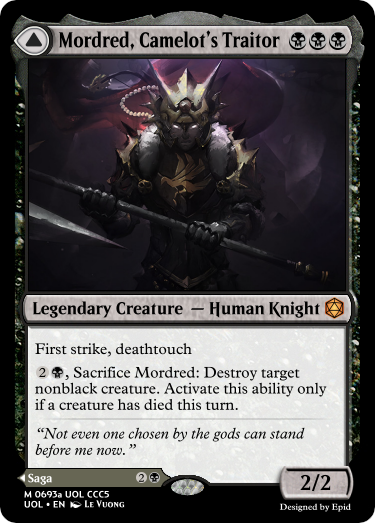 Mordred, Camelot's Traitor
Legendary Creature — Human Knight
First strike, deathtouch
2, Sacrifice Mordred: Destroy target
nonblack creature. Activate this ability only
if a creature has died this turn.
"Not even one chosen by the gods can stand
before me now."
Saga 2
2/2
M 0693a UOL CCC5
UOL • EN Le Vuong
Designed by Epid